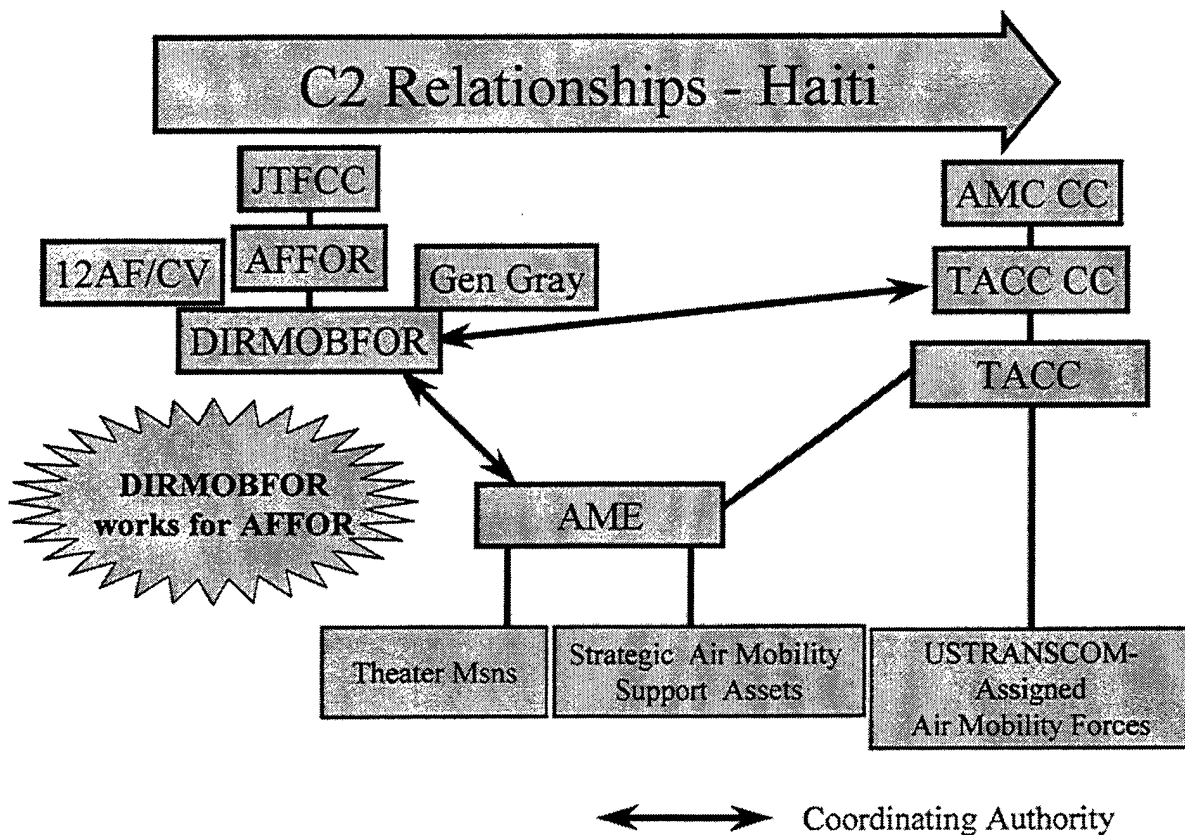 C2 Relationships - Haiti
JTFCC
AMC CC
12AF/CV
AFFOR
Gen Gray
TACC CC
DIRMOBFOR
TACC
DIRMOBFOR
works for AFFOR
AME
Theater Msns
Strategic Air Mobility
Support Assets
USTRANSCOM-
Assigned
Air Mobility Forces
Coordinating Authority